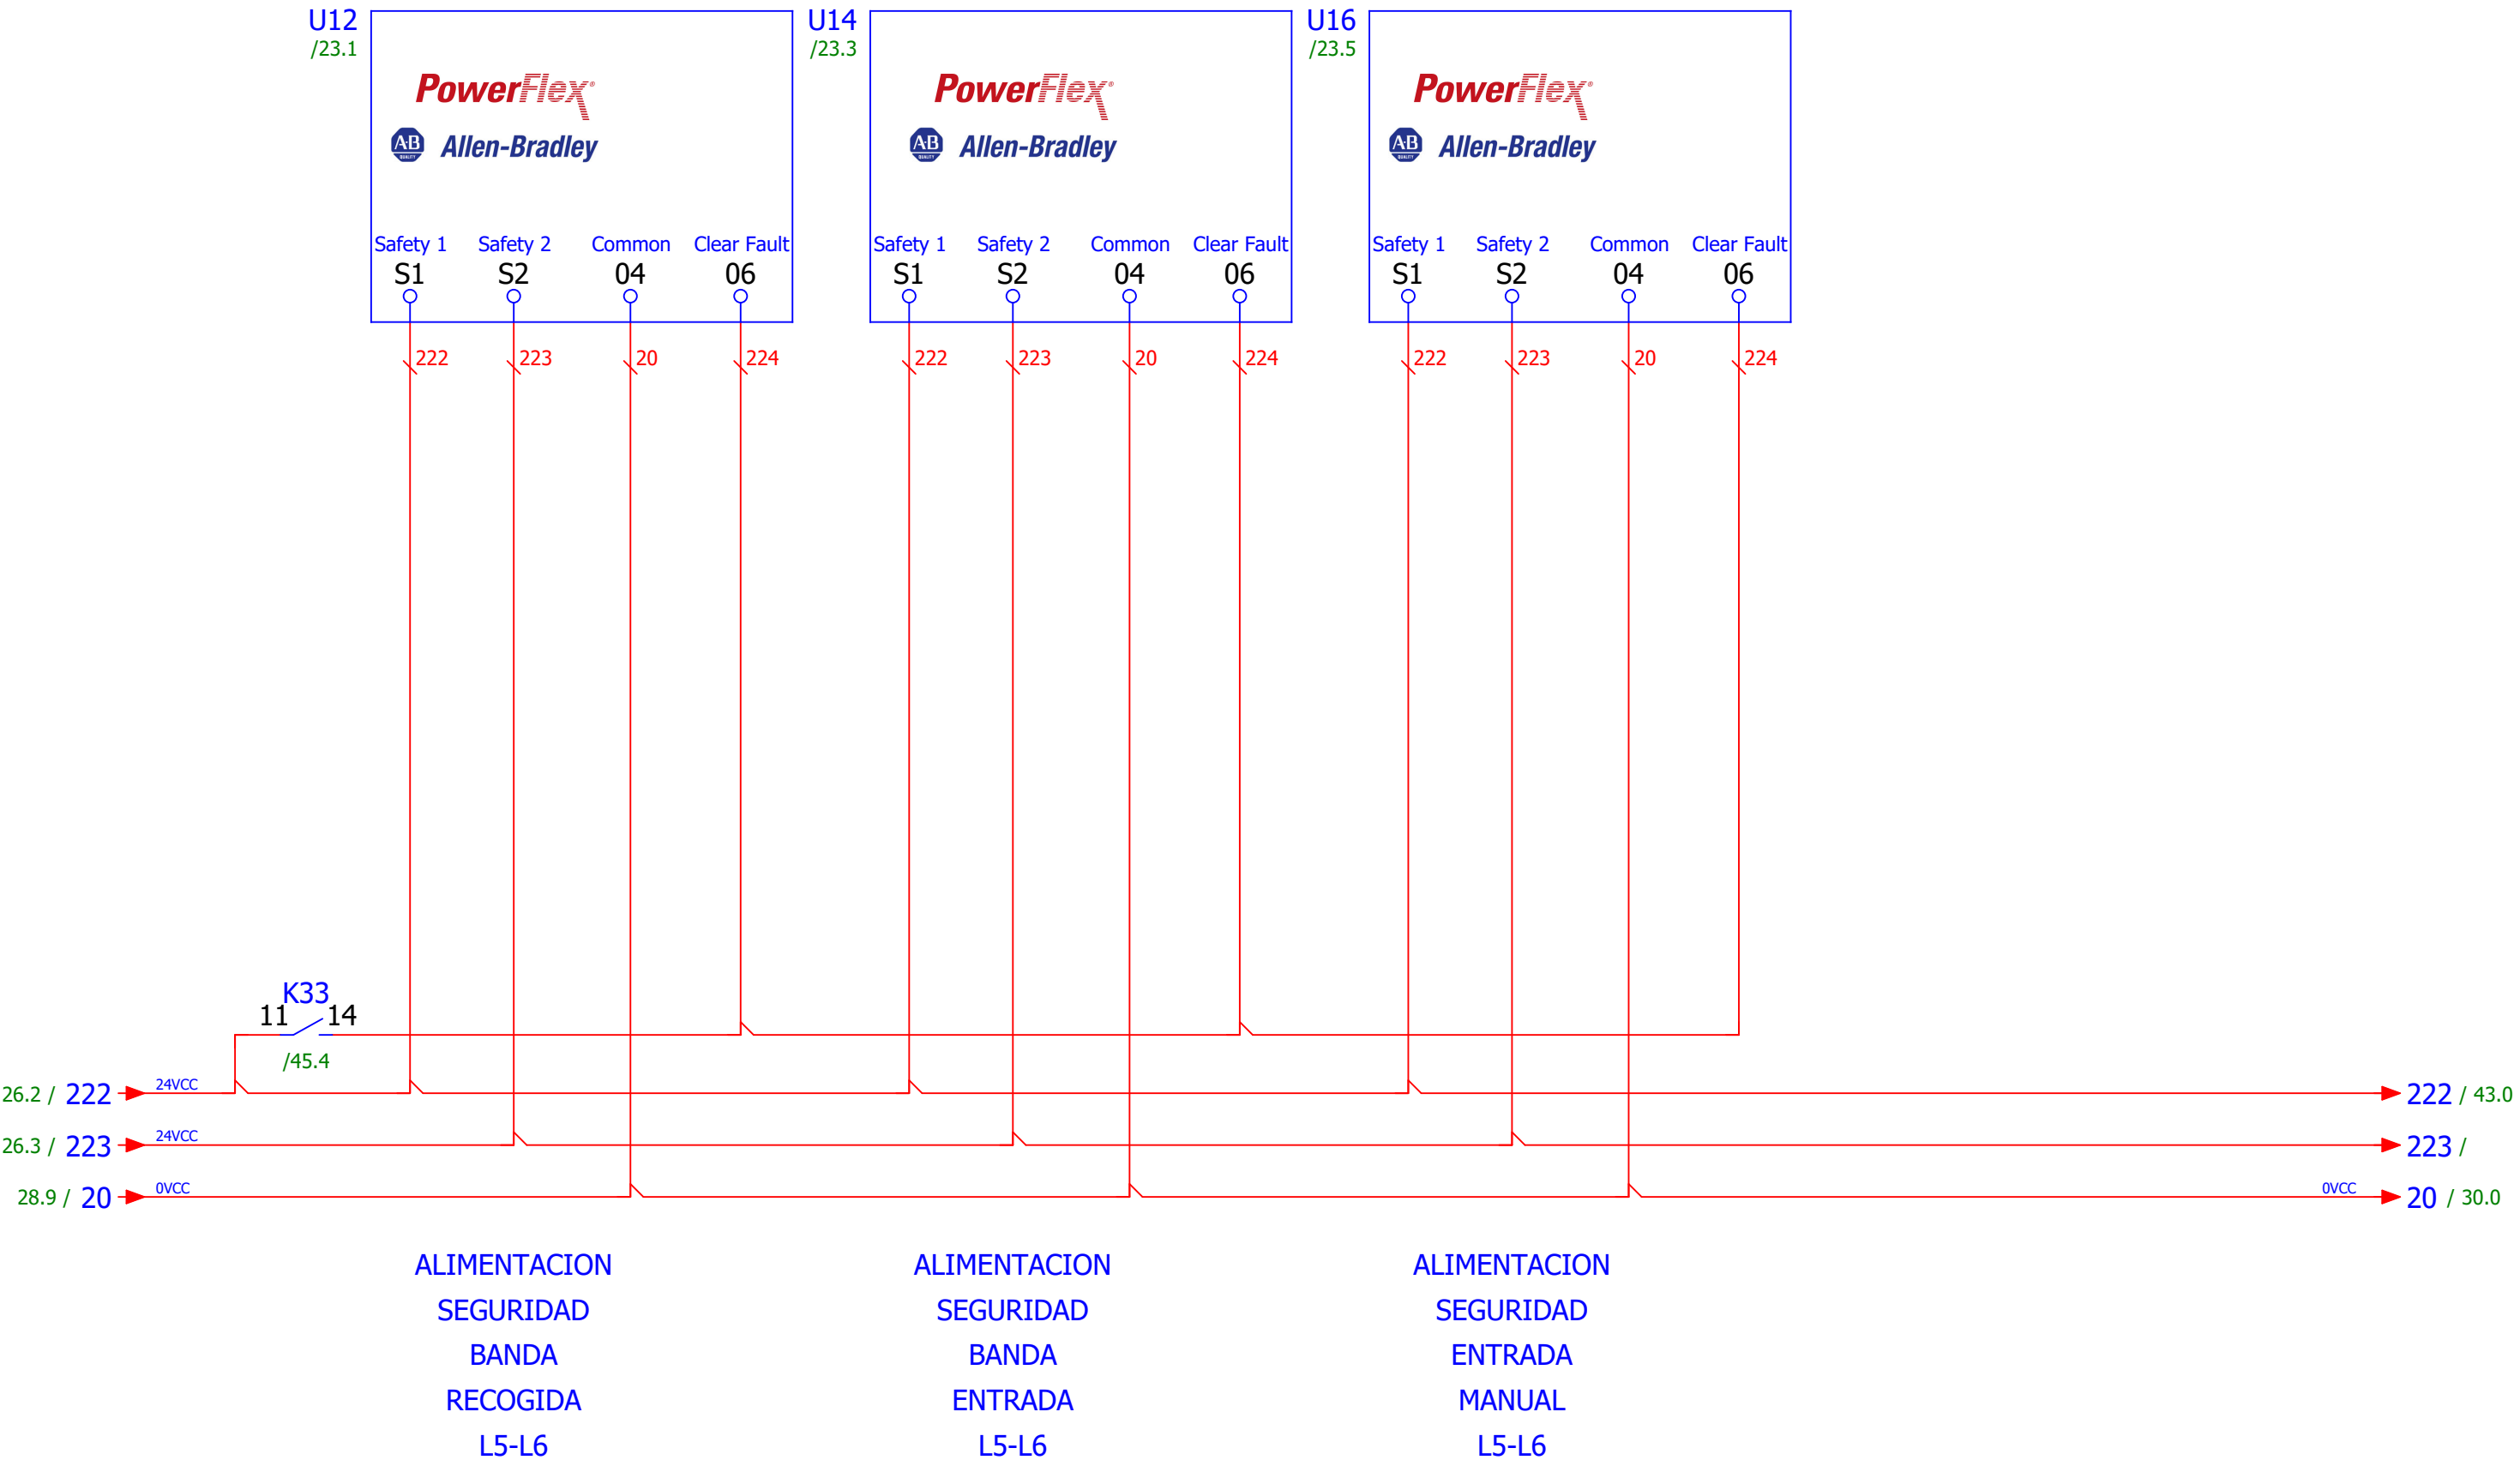 U12
/23.1
PowerFlex®
A·B
QUALITY
Allen-Bradley
Safety 1 Safety 2 Common Clear Fault
S1 S2 04 06
222 223 20 224
U14
/23.3
PowerFlex®
A·B
QUALITY
Allen-Bradley
Safety 1 Safety 2 Common Clear Fault
S1 S2 04 06
222 223 20 224
U16
/23.5
PowerFlex®
A·B
QUALITY
Allen-Bradley
Safety 1 Safety 2 Common Clear Fault
S1 S2 04 06
222 223 20 224
K33
11 14
/45.4
26.2 / 222 24VCC 222 / 43.0
26.3 / 223 24VCC 223 /
28.9 / 20 0VCC 0VCC 20 / 30.0
ALIMENTACION
SEGURIDAD
BANDA
RECOGIDA
L5-L6
ALIMENTACION
SEGURIDAD
BANDA
ENTRADA
L5-L6
ALIMENTACION
SEGURIDAD
ENTRADA
MANUAL
L5-L6